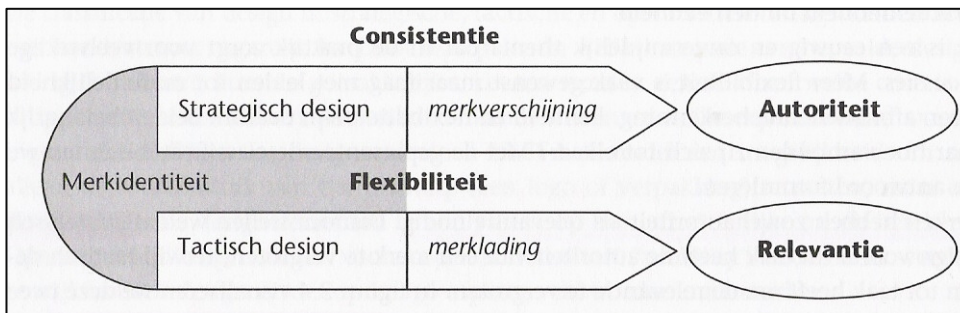 Consistentie
Strategisch design merkverschijning Autoriteit
Merkidentiteit Flexibiliteit
Tactisch design merklading Relevantie